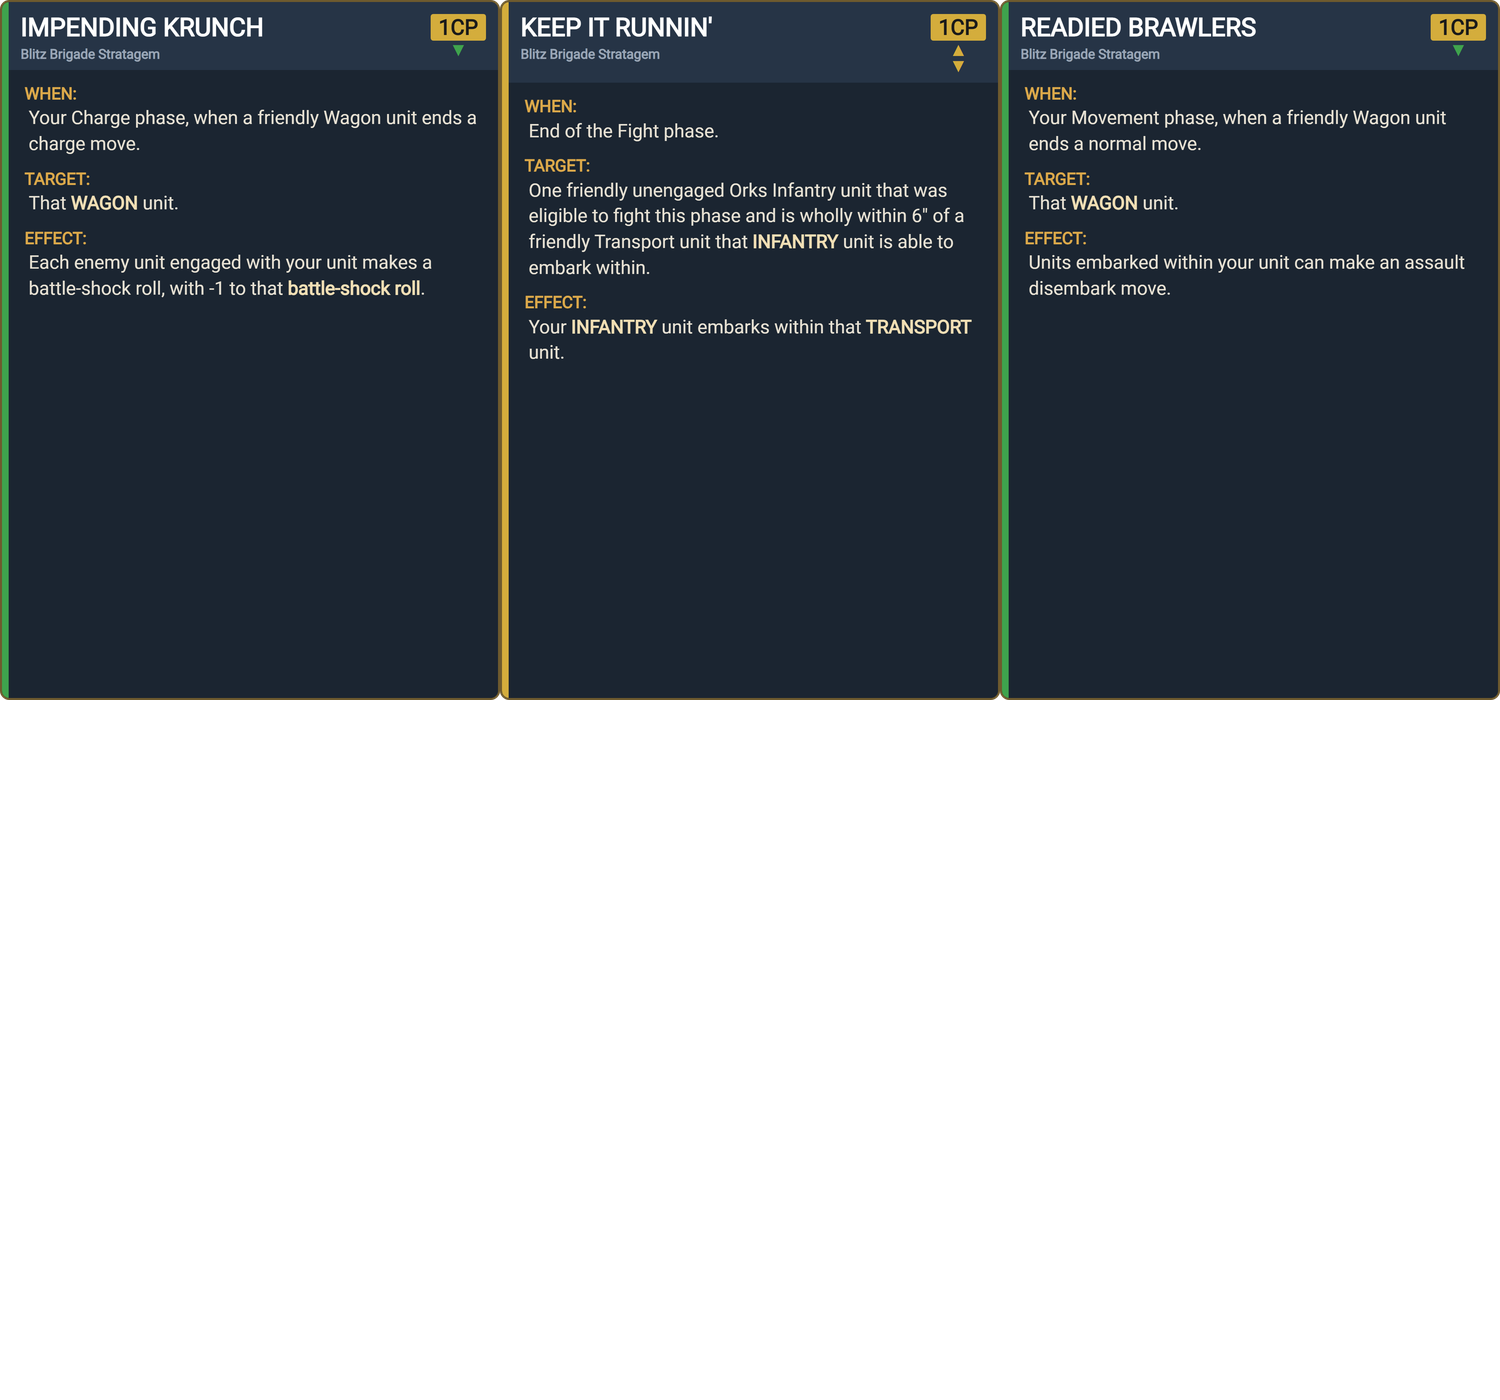 IMPENDING KRUNCH
1CP
Blitz Brigade Stratagem
WHEN:
Your Charge phase, when a friendly Wagon unit ends a
charge move.
TARGET:
That WAGON unit.
EFFECT:
Each enemy unit engaged with your unit makes a
battle-shock roll, with -1 to that battle-shock roll.
KEEP IT RUNNIN'
1CP
Blitz Brigade Stratagem
WHEN:
End of the Fight phase.
TARGET:
One friendly unengaged Orks Infantry unit that was
eligible to fight this phase and is wholly within 6" of a
friendly Transport unit that INFANTRY unit is able to
embark within.
EFFECT:
Your INFANTRY unit embarks within that TRANSPORT
unit.
READIED BRAWLERS
1CP
Blitz Brigade Stratagem
WHEN:
Your Movement phase, when a friendly Wagon unit
ends a normal move.
TARGET:
That WAGON unit.
EFFECT:
Units embarked within your unit can make an assault
disembark move.